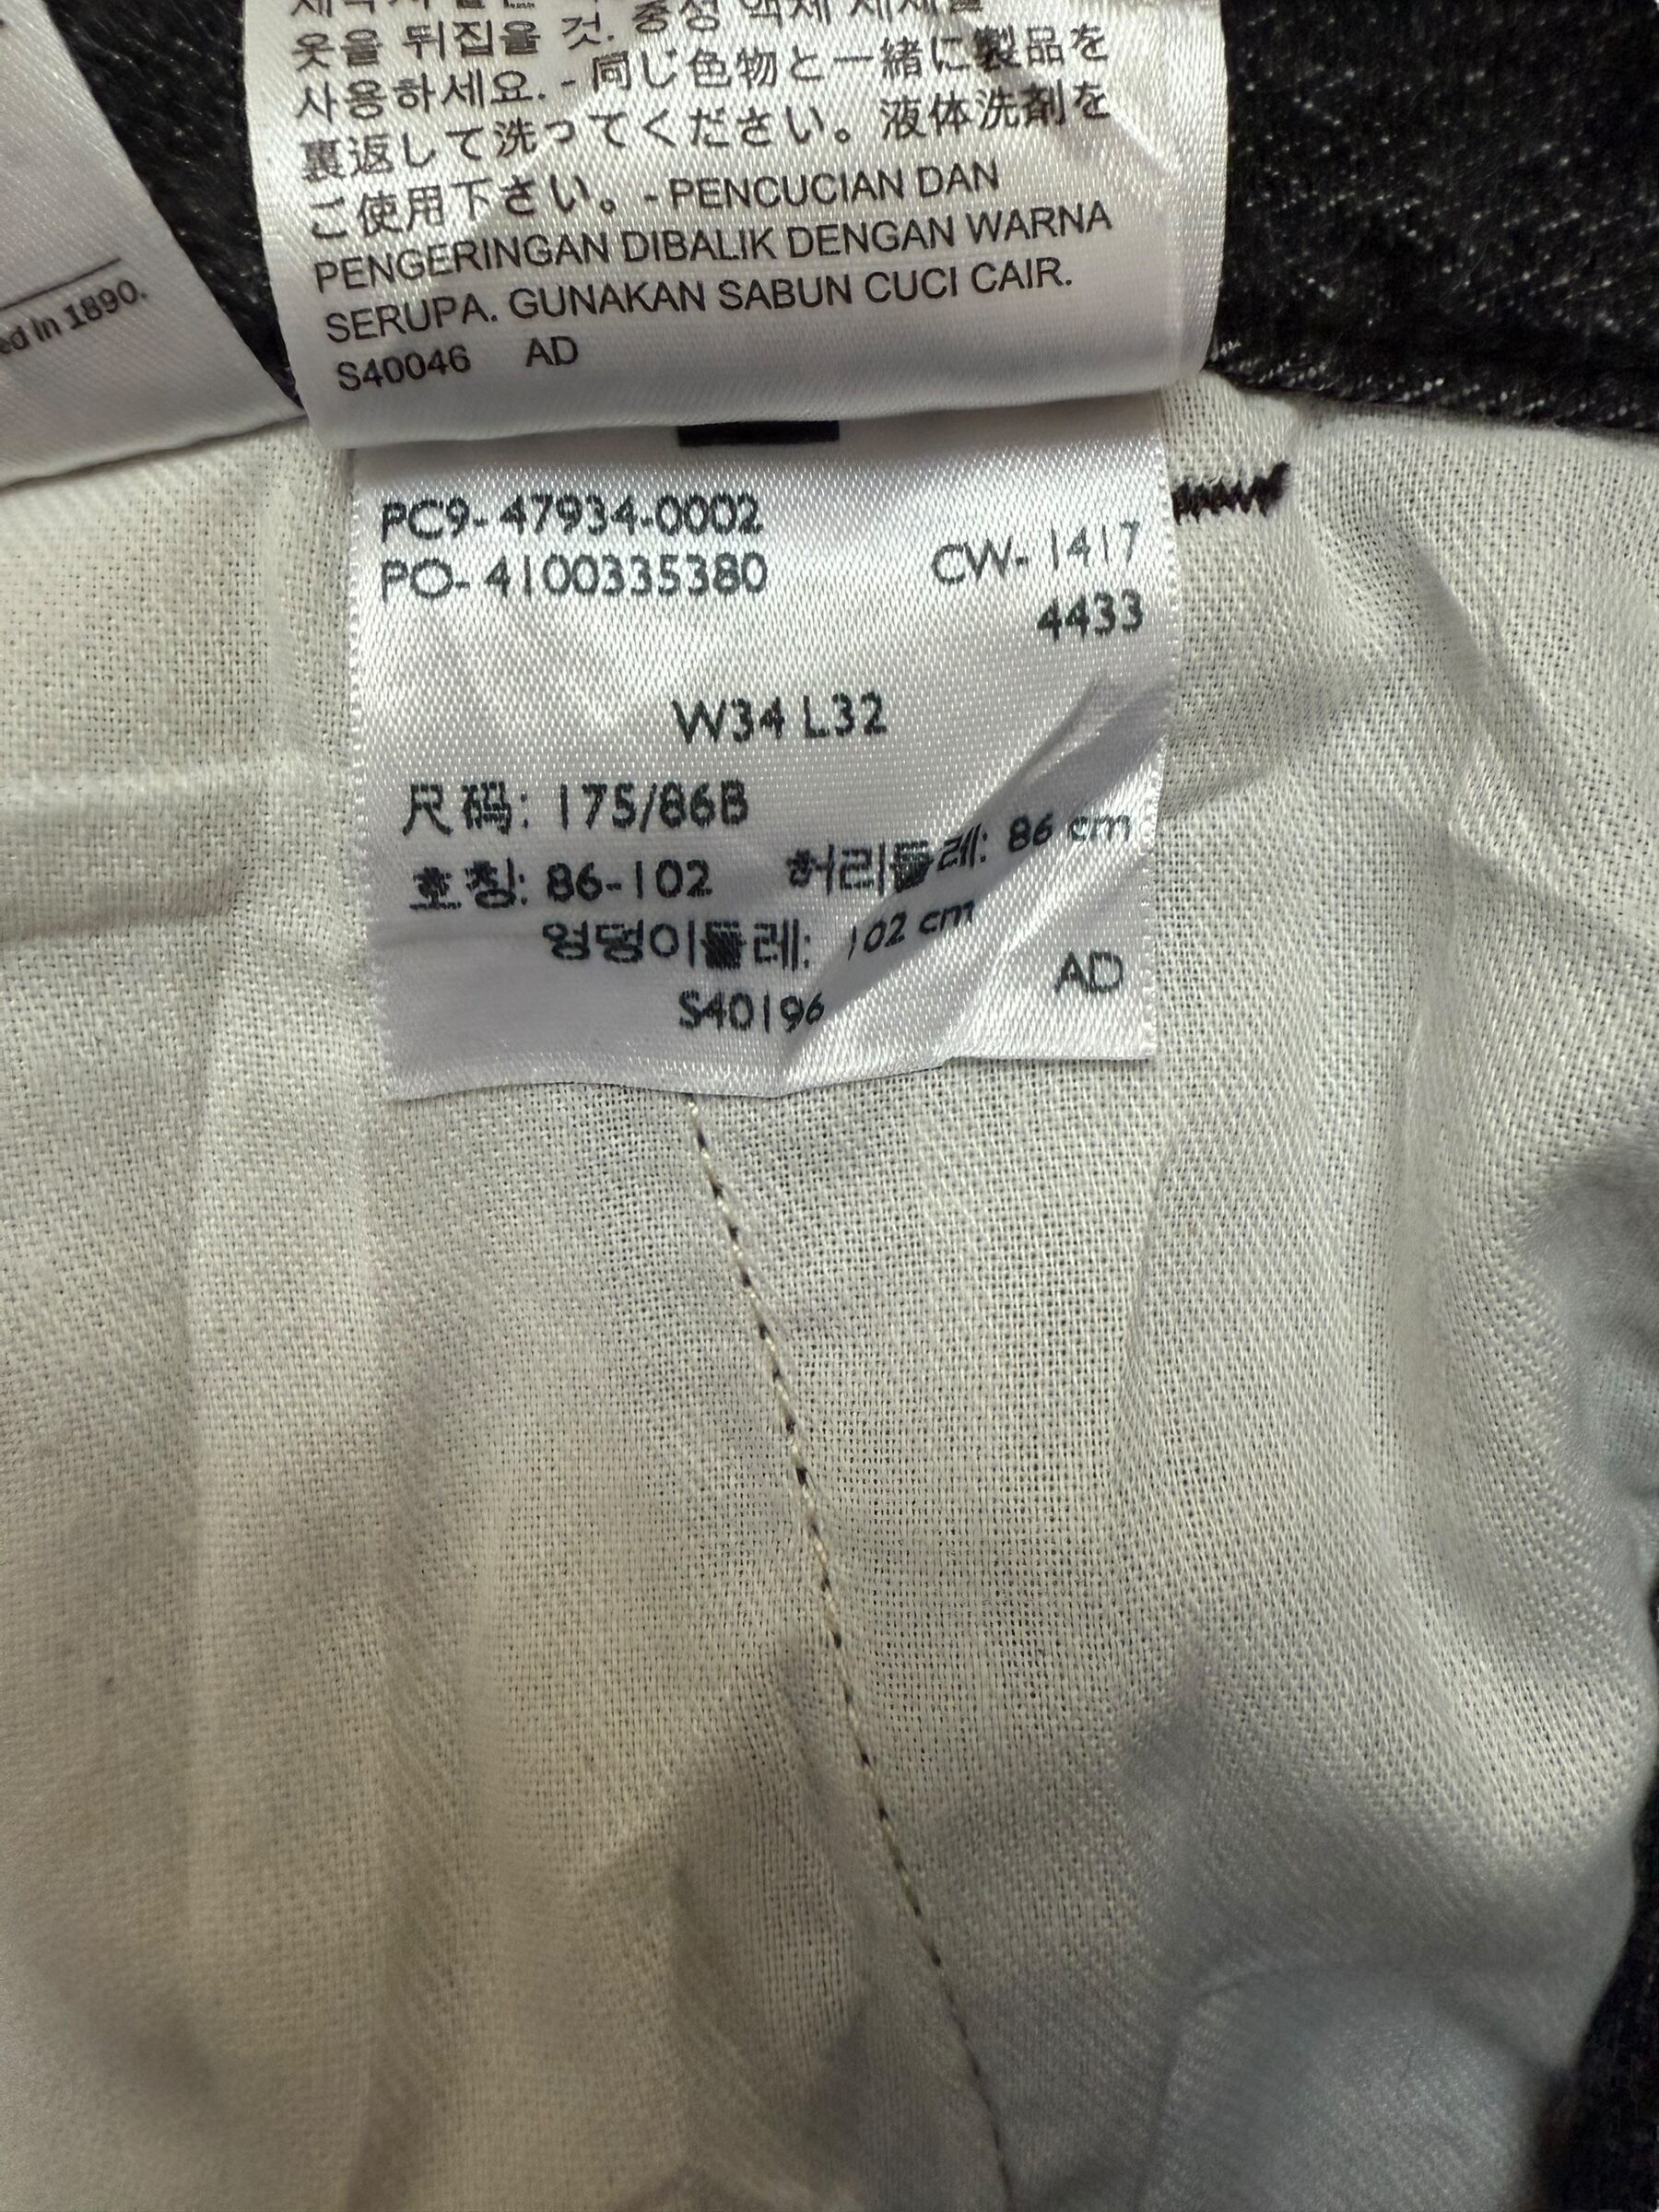 ed in 1890.
옷을 뒤집을 것. 중성 액체 세제를
사용하세요. - 同じ色物と一緒に製品を
裏返して洗ってください。液体洗剤を
ご使用下さい。- PENCUCIAN DAN
PENGERINGAN DIBALIK DENGAN WARNA
SERUPA. GUNAKAN SABUN CUCI CAIR.
S40046 AD
PC9-47934-0002
PO-4100335380 CW-1417
4433
W34 L32
尺码: 175/86B
호칭: 86-102 허리둘레: 86 cm
엉덩이둘레: 102 cm
S40196 AD